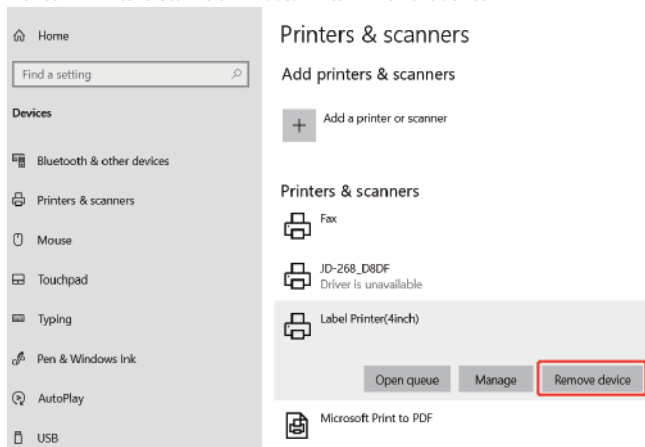 Home
Find a setting
Devices
Bluetooth & other devices
Printers & scanners
Mouse
Touchpad
Typing
Pen & Windows Ink
AutoPlay
USB
Printers & scanners
Add printers & scanners
Add a printer or scanner
Printers & scanners
Fax
JD-268_D8DF
Driver is unavailable
Label Printer(4inch)
Open queue Manage Remove device
Microsoft Print to PDF